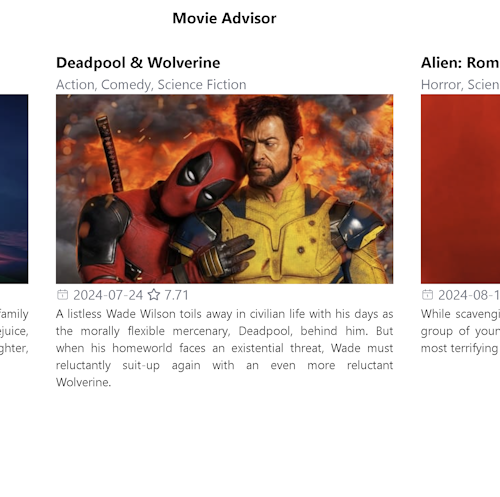 Movie Advisor
family
juice,
ghter,
Deadpool & Wolverine
Action, Comedy, Science Fiction
2024-07-24 7.71
A listless Wade Wilson toils away in civilian life with his days as
the morally flexible mercenary, Deadpool, behind him. But
when his homeworld faces an existential threat, Wade must
reluctantly suit-up again with an even more reluctant
Wolverine.
Alien: Rom
Horror, Scien
2024-08-1
While scavengi
group of youn
most terrifying